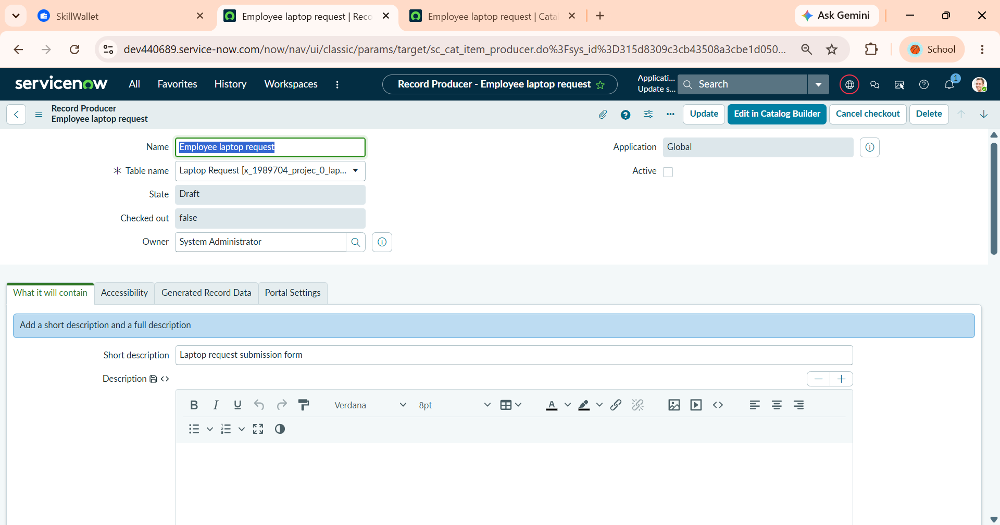 SkillWallet
Employee laptop request | Reco
Employee laptop request | Cata
Ask Gemini
dev440689.service-now.com/now/nav/ui/classic/params/target/sc_cat_item_producer.do%3Fsys_id%3D315d8309c3cb43508a3cbe1d050...
School
servicenow
All
Favorites
History
Workspaces
Record Producer - Employee laptop request
Applicati...
Update s...
Search
1
Record Producer
Employee laptop request
Update
Edit in Catalog Builder
Cancel checkout
Delete
Name
Employee laptop request
Application
Global
Table name
Laptop Request [x_1989704_projec_0_lap...
Active
State
Draft
Checked out
false
Owner
System Administrator
What it will contain
Accessibility
Generated Record Data
Portal Settings
Add a short description and a full description
Short description
Laptop request submission form
Description
B I U
Verdana
8pt
A